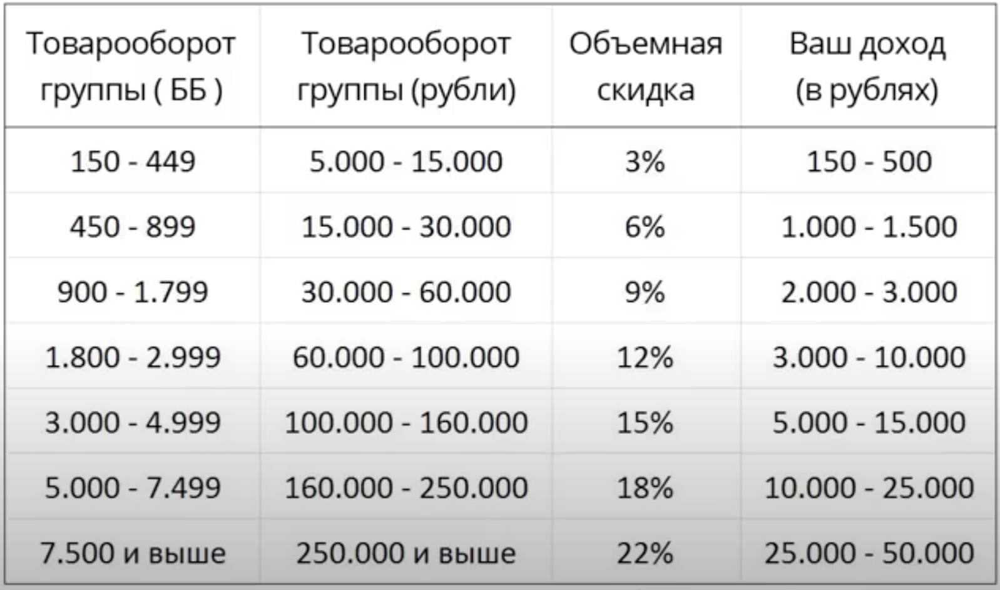 Товарооборот группы ( ББ ) Товарооборот группы (рубли) Объемная скидка Ваш доход (в рублях)
150 - 449 5.000 - 15.000 3% 150 - 500
450 - 899 15.000 - 30.000 6% 1.000 - 1.500
900 - 1.799 30.000 - 60.000 9% 2.000 - 3.000
1.800 - 2.999 60.000 - 100.000 12% 3.000 - 10.000
3.000 - 4.999 100.000 - 160.000 15% 5.000 - 15.000
5.000 - 7.499 160.000 - 250.000 18% 10.000 - 25.000
7.500 и выше 250.000 и выше 22% 25.000 - 50.000